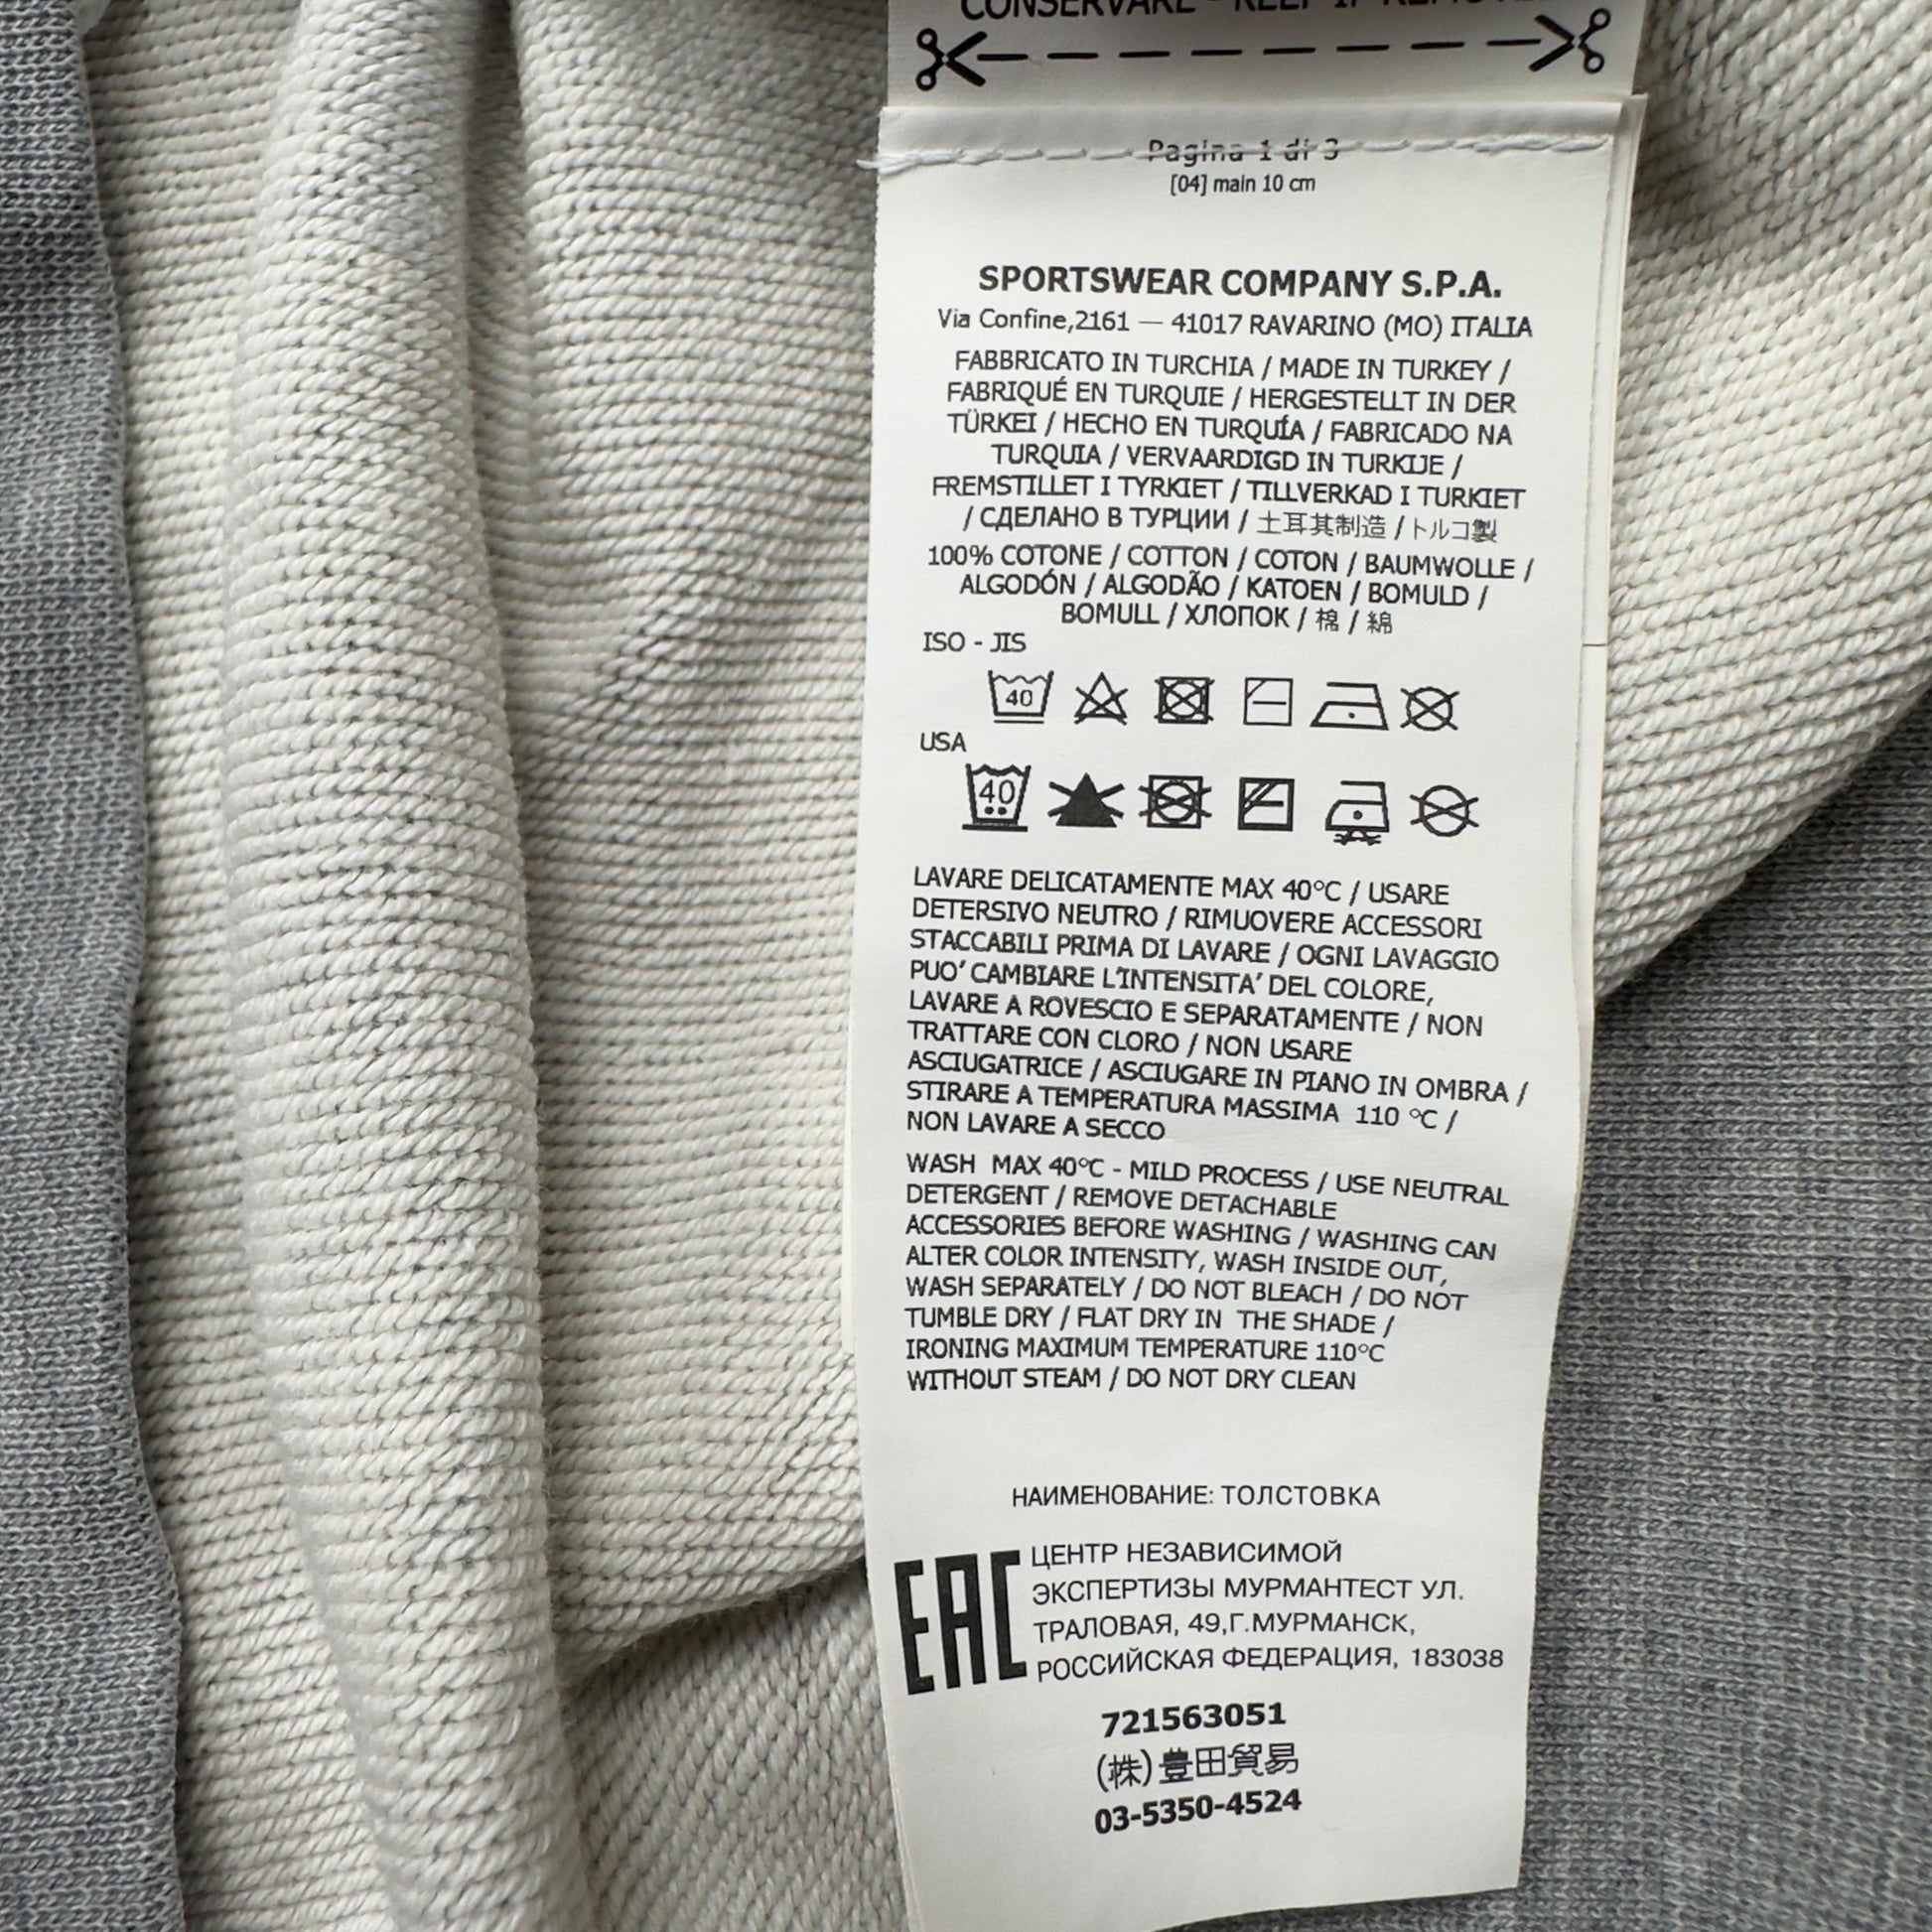 CONSERVARE - KEEP IF REMOVED
Pagina 1 di 3
[04] main 10 cm
SPORTSWEAR COMPANY S.P.A.
Via Confine,2161 — 41017 RAVARINO (MO) ITALIA
FABBRICATO IN TURCHIA / MADE IN TURKEY /
FABRIQUÉ EN TURQUIE / HERGESTELLT IN DER
TÜRKEI / HECHO EN TURQUÍA / FABRICADO NA
TURQUIA / VERVAARDIGD IN TURKIJE /
FREMSTILLET I TYRKIET / TILLVERKAD I TURKIET
/ СДЕЛАНО В ТУРЦИИ / 土耳其制造 / トルコ製
100% COTONE / COTTON / COTON / BAUMWOLLE /
ALGODÓN / ALGODÃO / KATOEN / BOMULD /
BOMULL / ХЛОПОК / 棉 / 綿
ISO - JIS
40
USA
40
LAVARE DELICATAMENTE MAX 40°C / USARE
DETERSIVO NEUTRO / RIMUOVERE ACCESSORI
STACCABILI PRIMA DI LAVARE / OGNI LAVAGGIO
PUO' CAMBIARE L'INTENSITA' DEL COLORE,
LAVARE A ROVESCIO E SEPARATAMENTE / NON
TRATTARE CON CLORO / NON USARE
ASCIUGATRICE / ASCIUGARE IN PIANO IN OMBRA /
STIRARE A TEMPERATURA MASSIMA 110 °C /
NON LAVARE A SECCO
WASH MAX 40°C - MILD PROCESS / USE NEUTRAL
DETERGENT / REMOVE DETACHABLE
ACCESSORIES BEFORE WASHING / WASHING CAN
ALTER COLOR INTENSITY, WASH INSIDE OUT,
WASH SEPARATELY / DO NOT BLEACH / DO NOT
TUMBLE DRY / FLAT DRY IN THE SHADE /
IRONING MAXIMUM TEMPERATURE 110°C
WITHOUT STEAM / DO NOT DRY CLEAN
НАИМЕНОВАНИЕ: ТОЛСТОВКА
EAC
ЦЕНТР НЕЗАВИСИМОЙ
ЭКСПЕРТИЗЫ МУРМАНТЕСТ УЛ.
ТРАЛОВАЯ, 49,Г.МУРМАНСК,
РОССИЙСКАЯ ФЕДЕРАЦИЯ, 183038
721563051
(株)豊田貿易
03-5350-4524